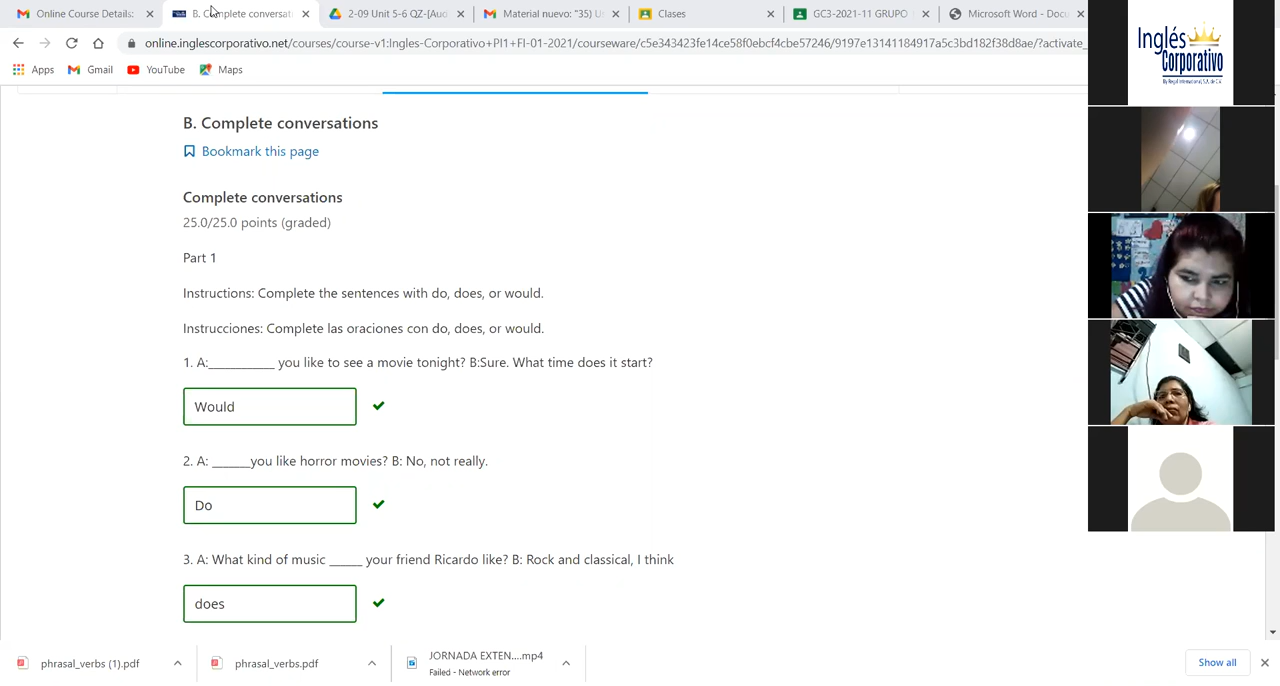 Online Course Details:
B. Complete conversati
2-09 Unit 5-6 QZ-[Aud
Material nuevo: "35) U
Clases
GC3-2021-11 GRUPO
Microsoft Word - Docu
online.inglescorporativo.net/courses/course-v1:Ingles-Corporativo+PI1+FI-01-2021/courseware/c5e343423fe14ce58f0ebcf4cbe57246/9197e13141184917a5c3bd182f38d8ae/?activate_
Apps
Gmail
YouTube
Maps
Inglés
Corporativo
B. Complete conversations
Bookmark this page
Complete conversations
25.0/25.0 points (graded)
Part 1
Instructions: Complete the sentences with do, does, or would.
Instrucciones: Complete las oraciones con do, does, or would.
1. A:___________ you like to see a movie tonight? B:Sure. What time does it start?
Would
2. A: ______you like horror movies? B: No, not really.
Do
3. A: What kind of music _____ your friend Ricardo like? B: Rock and classical, I think
does
phrasal_verbs (1).pdf
phrasal_verbs.pdf
JORNADA EXTEN....mp4
Failed - Network error
Show all